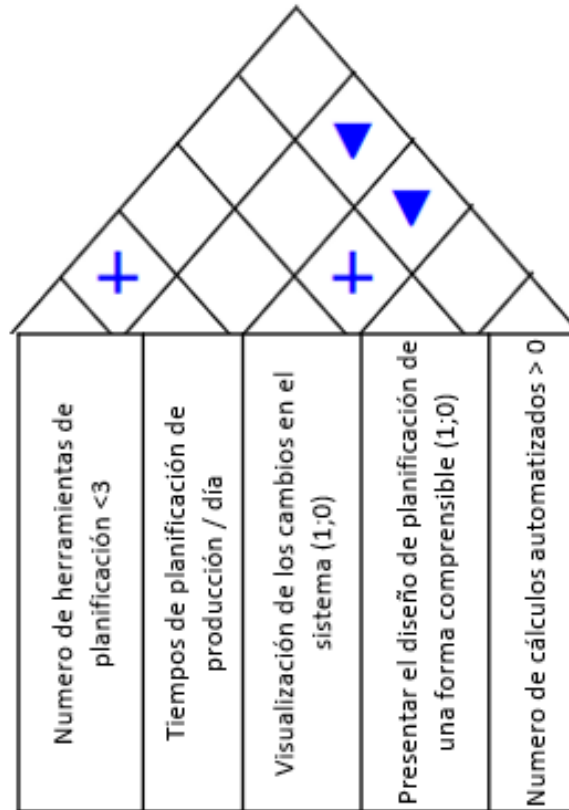 Numero de herramientas de
planificación <3
Tiempos de planificación de
producción / día
Visualización de los cambios en el
sistema (1;0)
Presentar el diseño de planificación de
una forma comprensible (1;0)
Numero de cálculos automatizados > 0